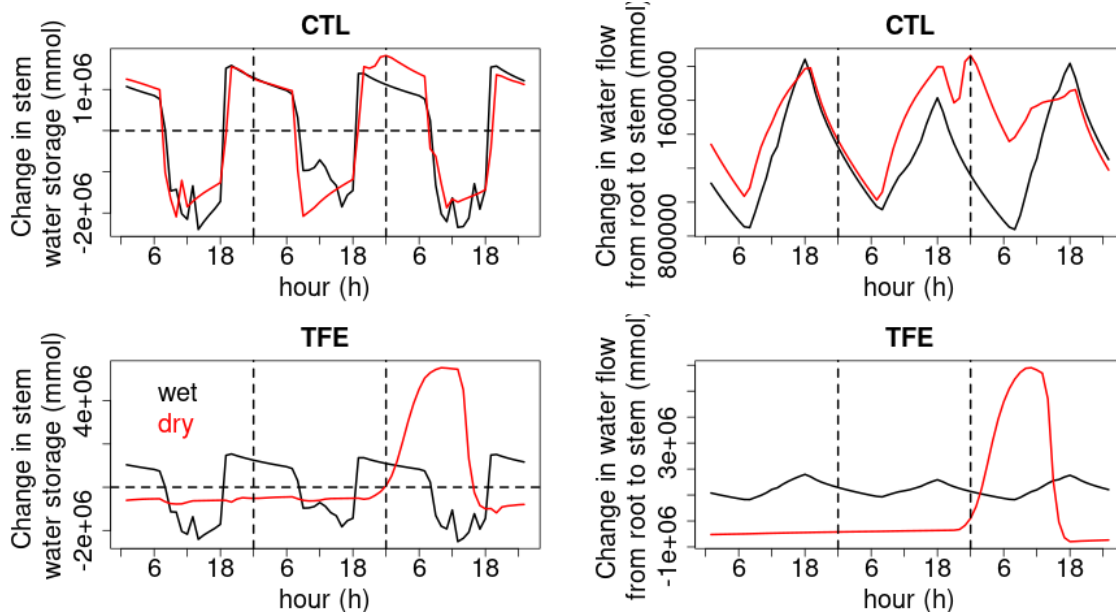 CTL
Change in stem
water storage (mmol)
-2e+06 1e+06
6 18 6 18 6 18
hour (h)
CTL
Change in water flow
from root to stem (mmol)
800000 1600000
6 18 6 18 6 18
hour (h)
TFE
Change in stem
water storage (mmol)
-2e+06 4e+06
wet
dry
6 18 6 18 6 18
hour (h)
TFE
Change in water flow
from root to stem (mmol)
-1e+06 3e+06
6 18 6 18 6 18
hour (h)